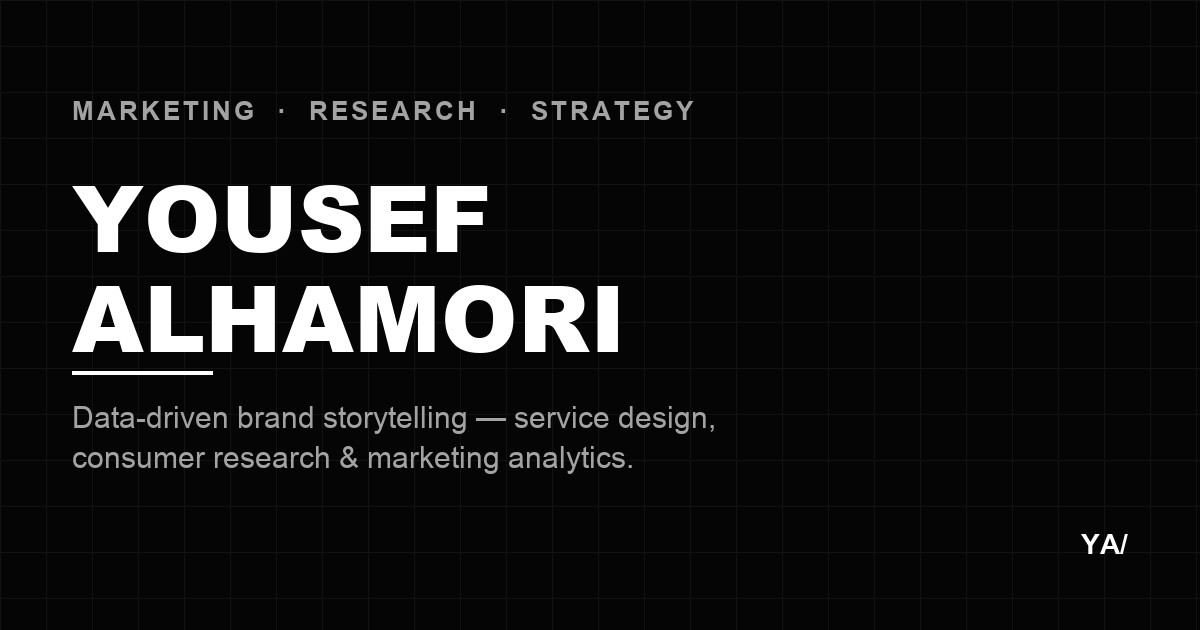 MARKETING · RESEARCH · STRATEGY
YOUSEF
ALHAMORI
Data-driven brand storytelling — service design,
consumer research & marketing analytics.
YA/